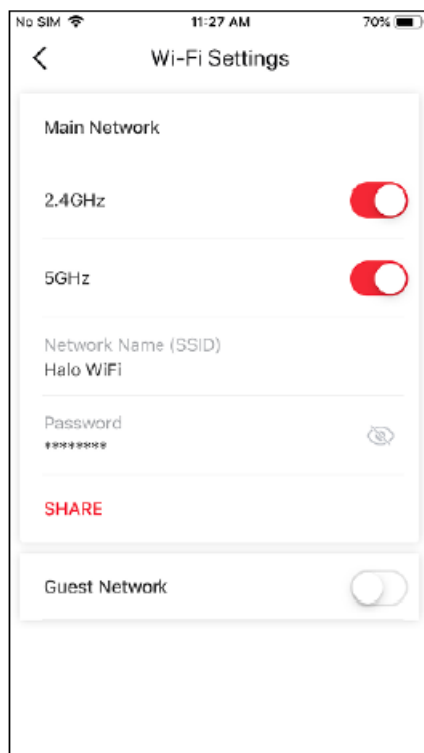 No SIM 11:27 AM 70%
Wi-Fi Settings
Main Network
2.4GHz
5GHz
Network Name (SSID)
Halo WiFi
Password
********
SHARE
Guest Network